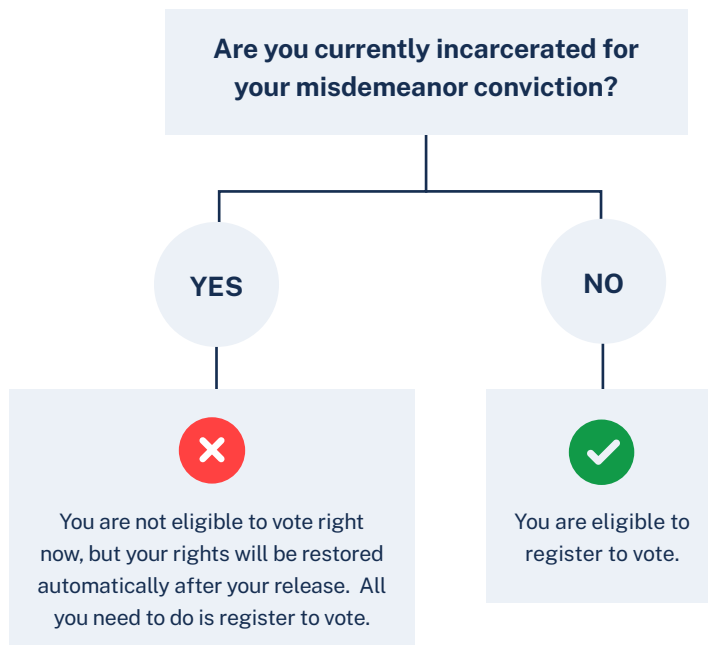 Are you currently incarcerated for
your misdemeanor conviction?
YES
NO
You are not eligible to vote right
now, but your rights will be restored
automatically after your release.  All
you need to do is register to vote.
You are eligible to
register to vote.